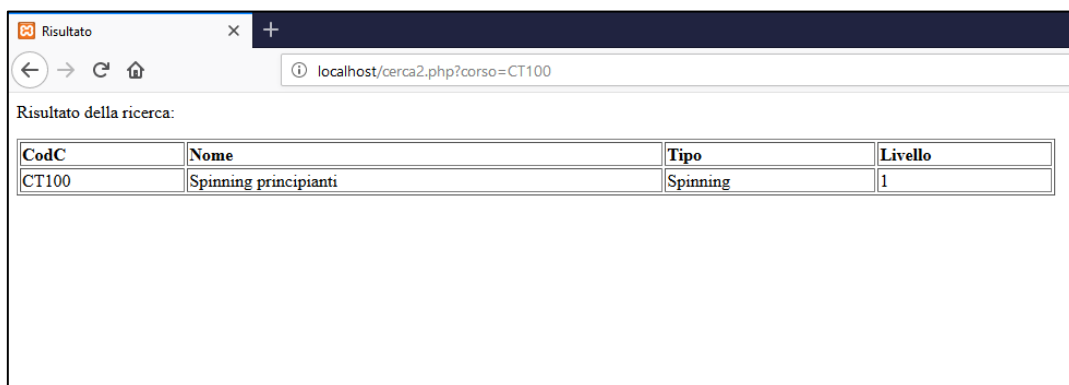 Risultato
localhost/cerca2.php?corso=CT100
Risultato della ricerca:
CodC Nome Tipo Livello
CT100 Spinning principianti Spinning 1